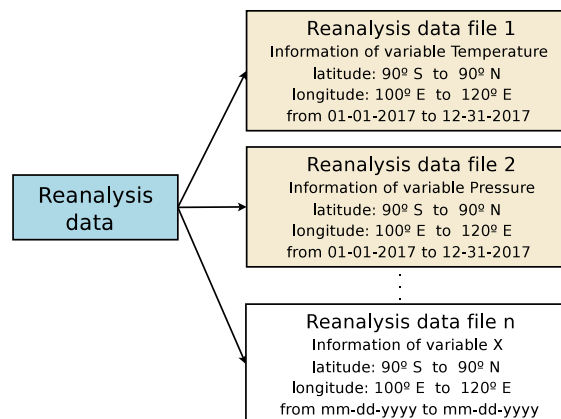 Reanalysis data file 1
Information of variable Temperature
latitude: 90º S to 90º N
longitude: 100º E to 120º E
from 01-01-2017 to 12-31-2017
Reanalysis
data
Reanalysis data file 2
Information of variable Pressure
latitude: 90º S to 90º N
longitude: 100º E to 120º E
from 01-01-2017 to 12-31-2017
Reanalysis data file n
Information of variable X
latitude: 90º S to 90º N
longitude: 100º E to 120º E
from mm-dd-yyyy to mm-dd-yyyy